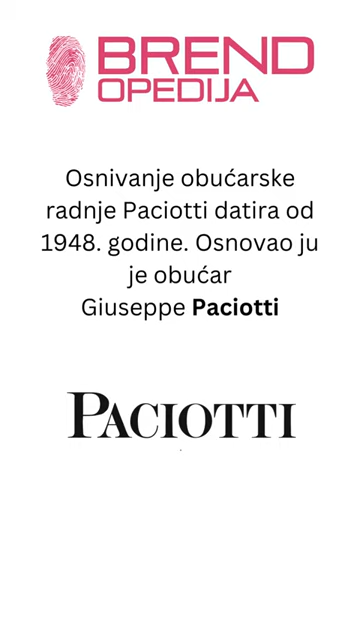 BREND
OPEDIJA
Osnivanje obućarske
radnje Paciotti datira od
1948. godine. Osnovao ju
je obućar
Giuseppe Paciotti
PACIOTTI